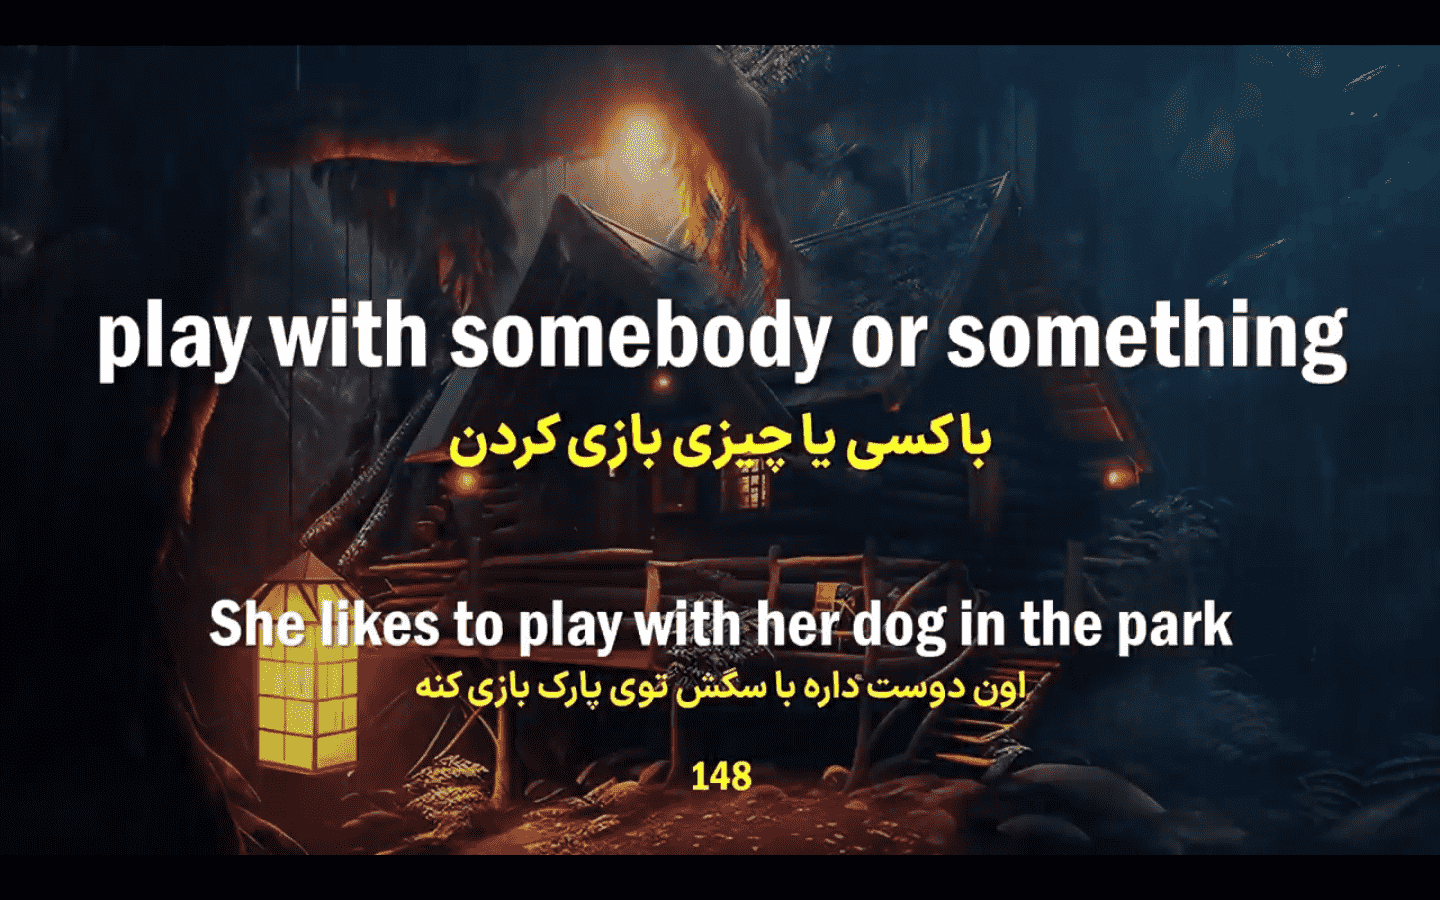 play with somebody or something
با کسی یا چیزی بازی کردن
She likes to play with her dog in the park
اون دوست داره با سگش توی پارک بازی کنه
148